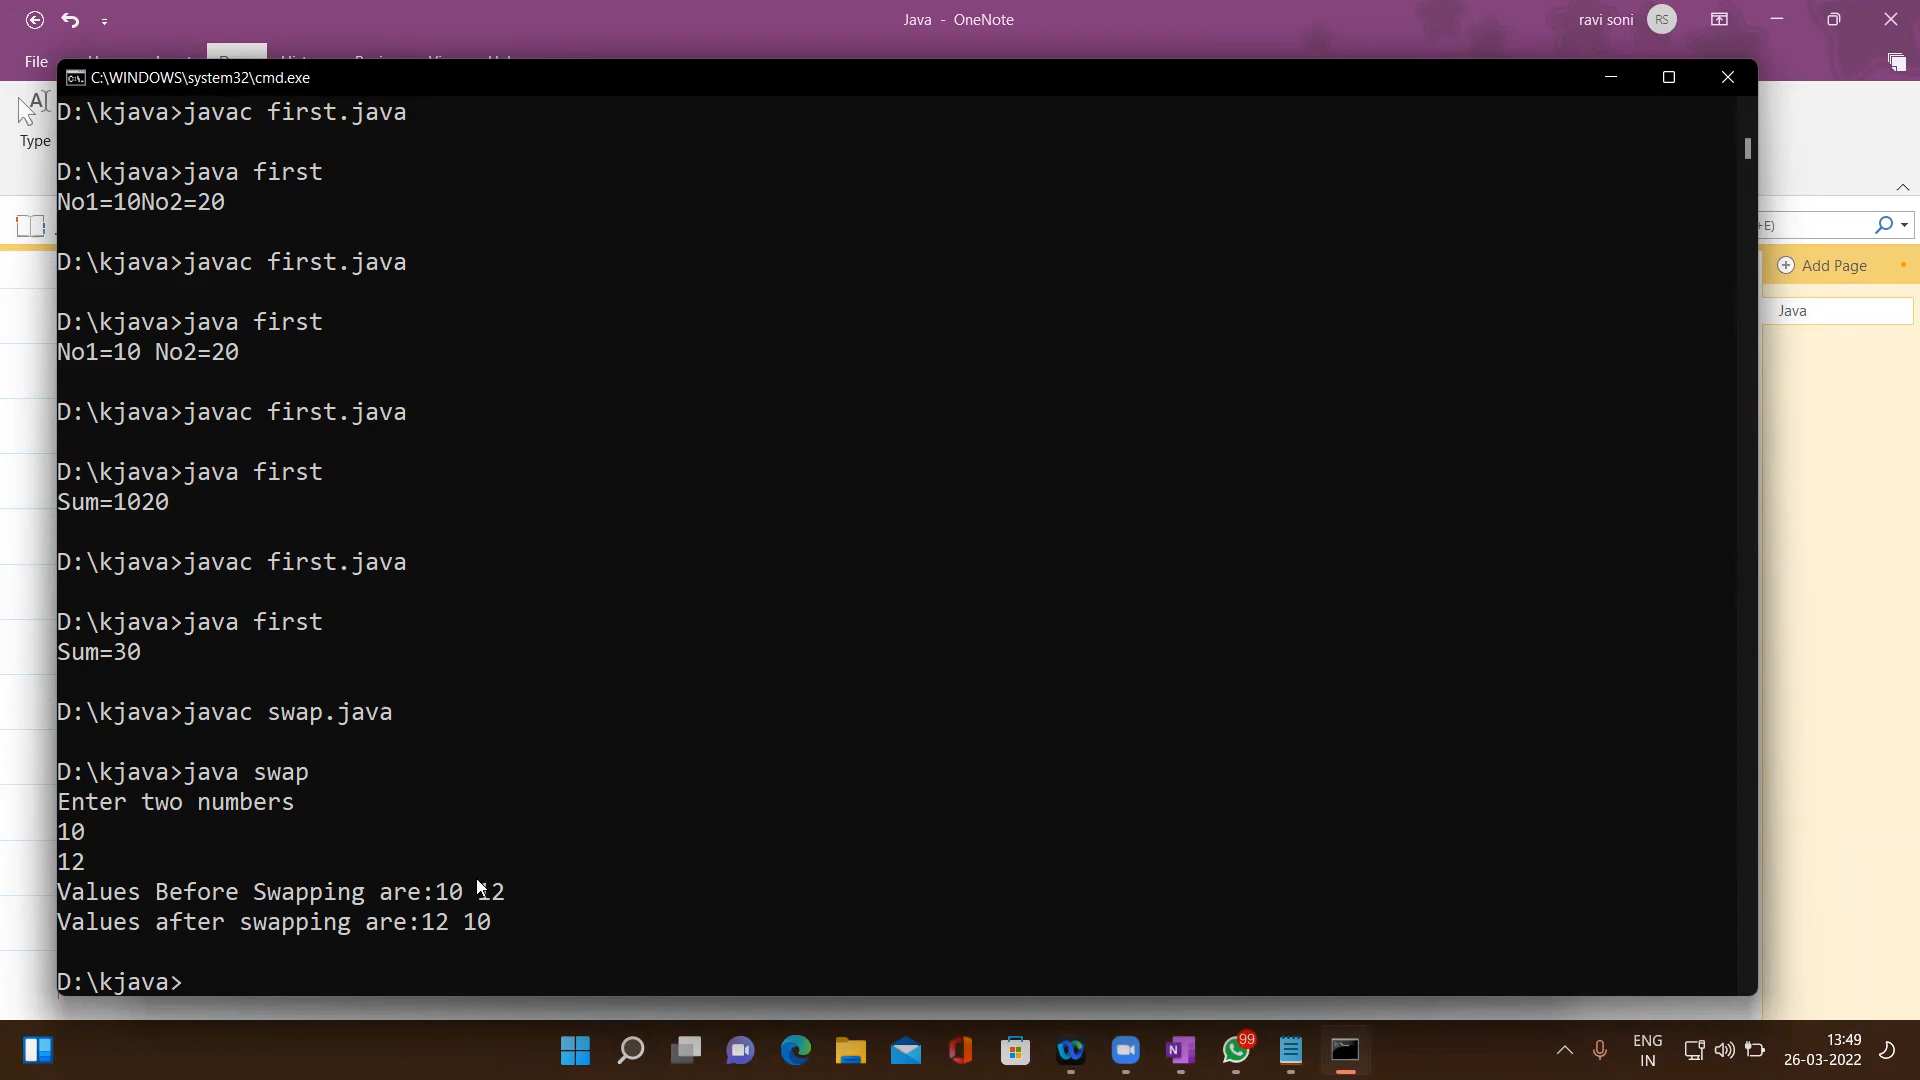 Java - OneNote
ravi soni
RS
File
C:\WINDOWS\system32\cmd.exe
Type
D:\kjava>javac first.java
D:\kjava>java first
No1=10No2=20
D:\kjava>javac first.java
D:\kjava>java first
No1=10 No2=20
D:\kjava>javac first.java
D:\kjava>java first
Sum=1020
D:\kjava>javac first.java
D:\kjava>java first
Sum=30
D:\kjava>javac swap.java
D:\kjava>java swap
Enter two numbers
10
12
Values Before Swapping are:10 12
Values after swapping are:12 10
D:\kjava>
+E)
Add Page
Java
99
ENG
IN
13:49
26-03-2022